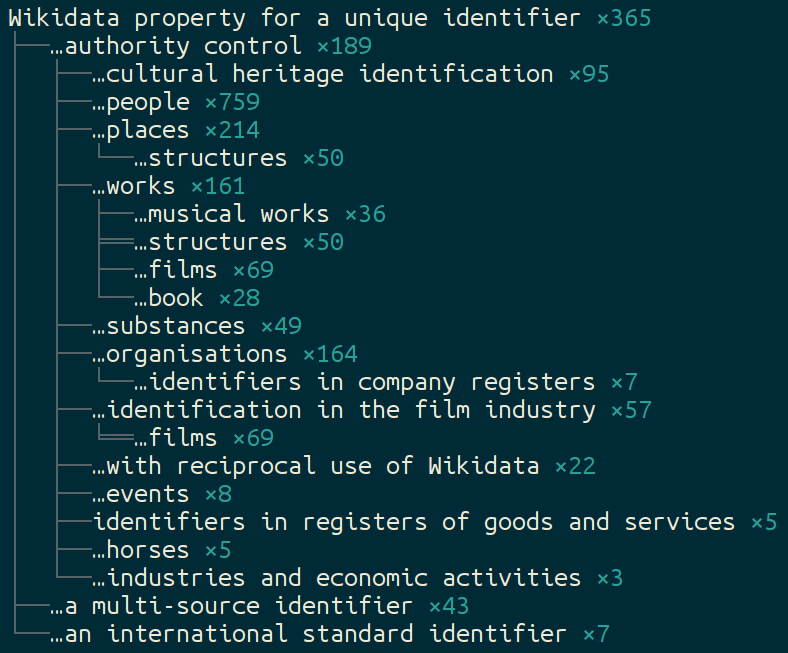 Wikidata property for a unique identifier ×365
…authority control ×189
…cultural heritage identification ×95
…people ×759
…places ×214
…structures ×50
…works ×161
…musical works ×36
…structures ×50
…films ×69
…book ×28
…substances ×49
…organisations ×164
…identifiers in company registers ×7
…identification in the film industry ×57
…films ×69
…with reciprocal use of Wikidata ×22
…events ×8
identifiers in registers of goods and services ×5
…horses ×5
…industries and economic activities ×3
…a multi-source identifier ×43
…an international standard identifier ×7